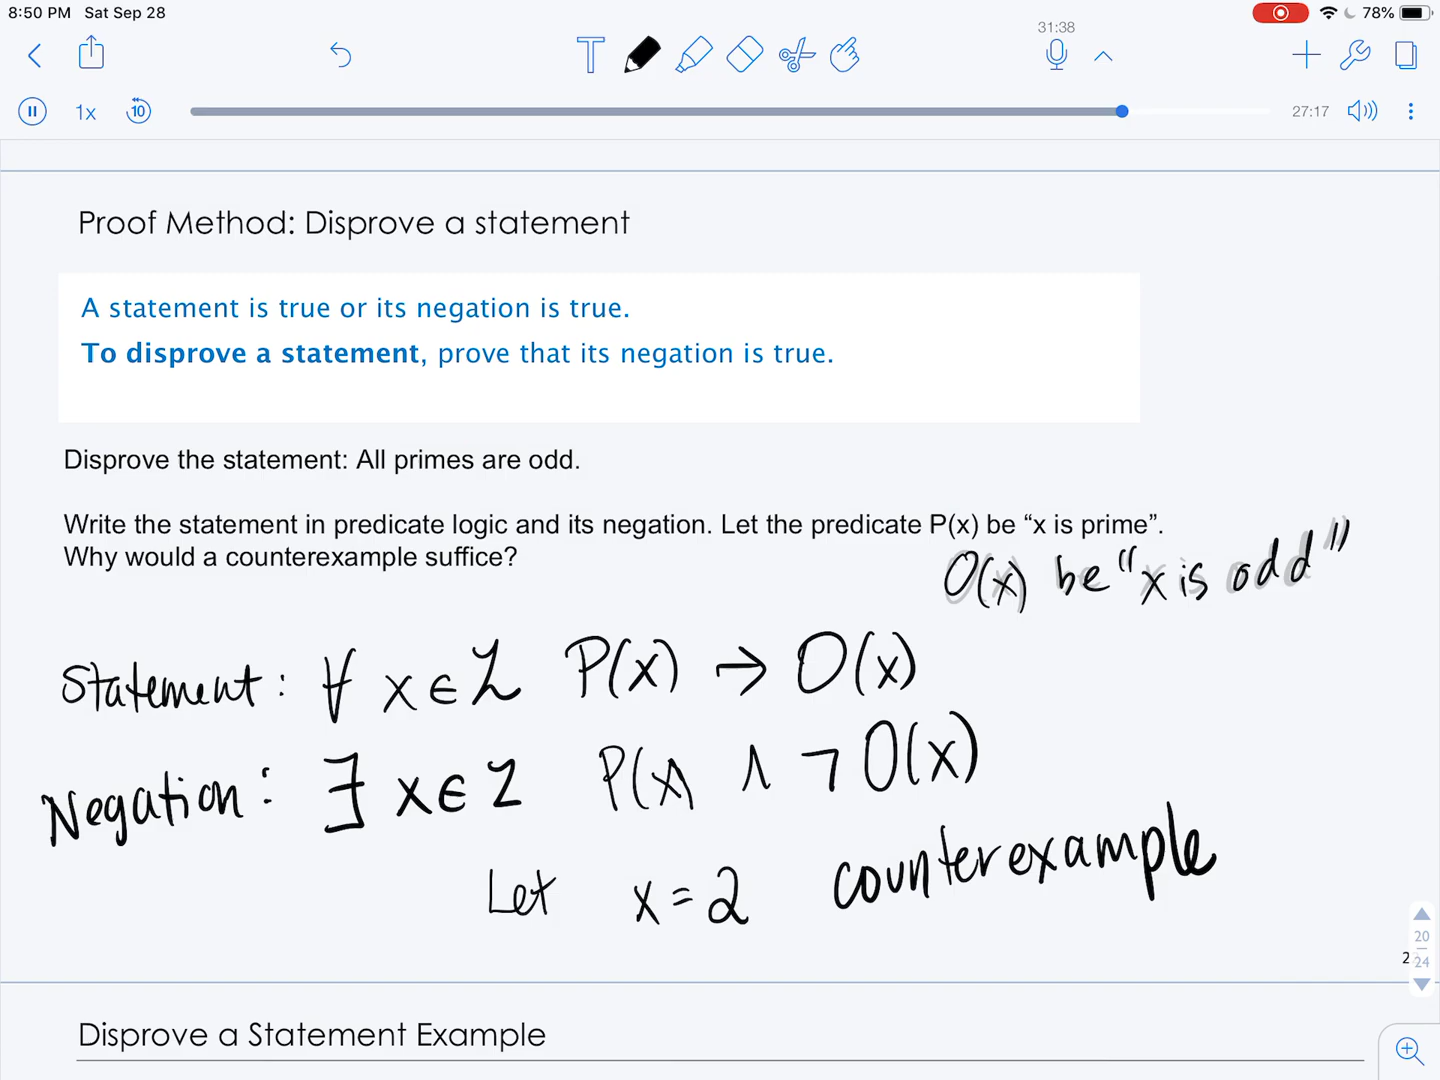 8:50 PM Sat Sep 28
78%
31:38
T
1x
10
27:17
Proof Method: Disprove a statement
A statement is true or its negation is true.
To disprove a statement, prove that its negation is true.
Disprove the statement: All primes are odd.
Write the statement in predicate logic and its negation. Let the predicate P(x) be “x is prime”.
Why would a counterexample suffice?
O(x) be "x is odd"
Statement: ∀ x ∈ Z P(x) → O(x)
Negation: ∃ x ∈ Z P(x) ∧ ¬ O(x)
Let x = 2 counterexample
20
24
Disprove a Statement Example